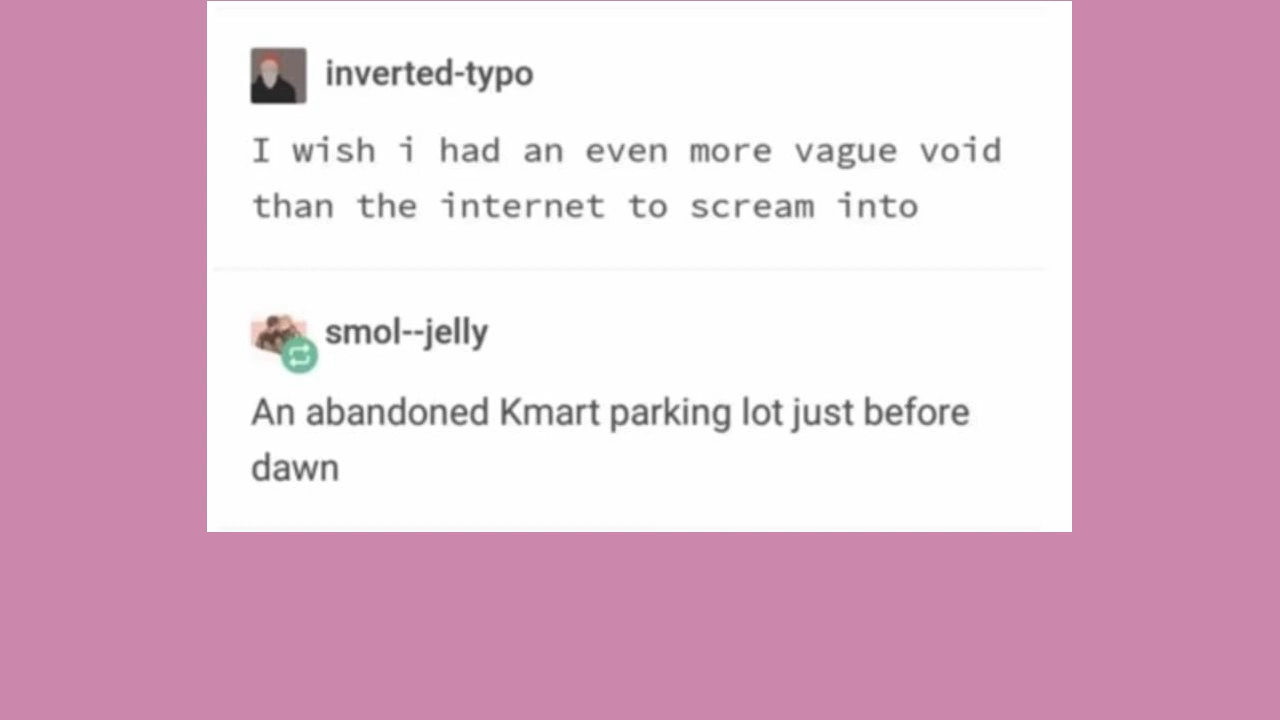 inverted-typo
I wish i had an even more vague void
than the internet to scream into
smol--jelly
An abandoned Kmart parking lot just before
dawn